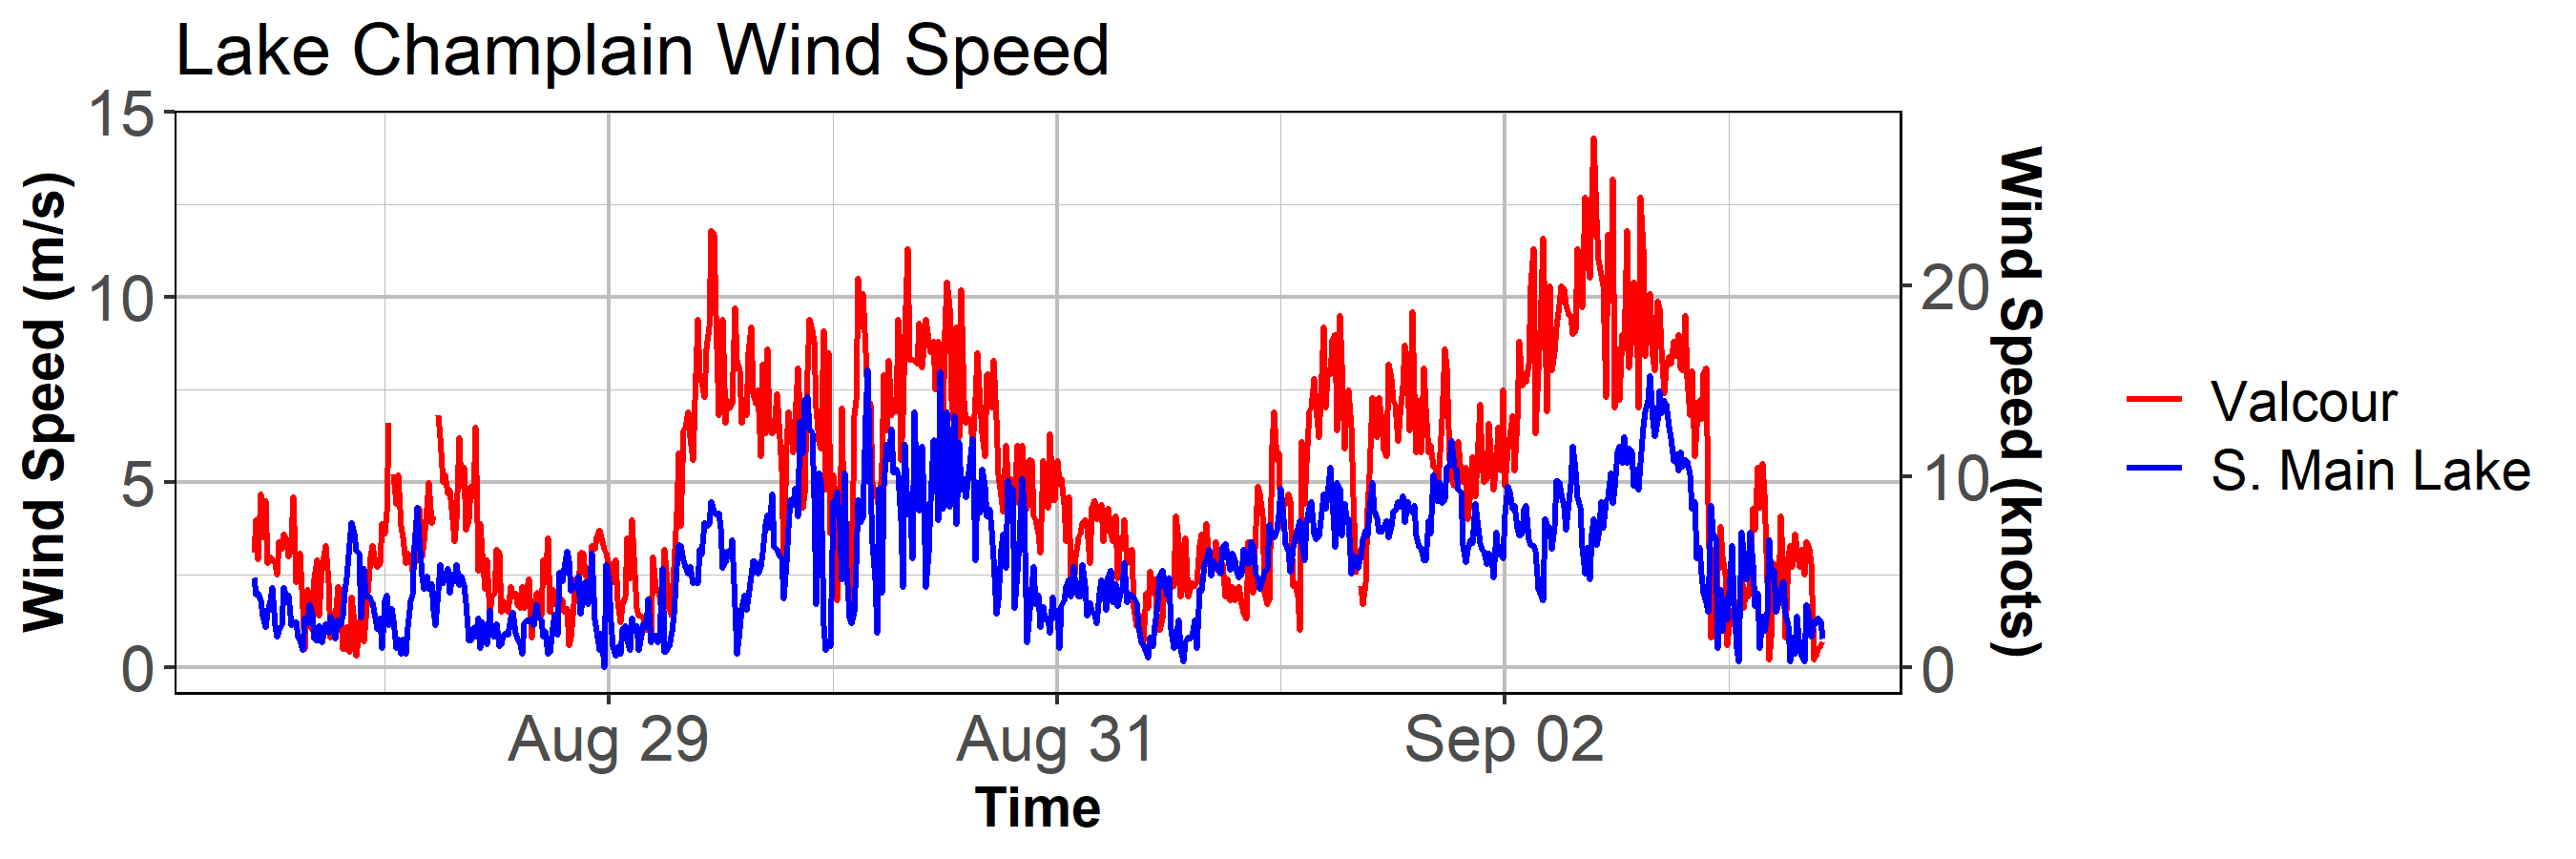 Lake Champlain Wind Speed
Wind Speed (m/s)
15
10
5
0
20
10
0
Wind Speed (knots)
Aug 29
Aug 31
Sep 02
Time
Valcour
S. Main Lake